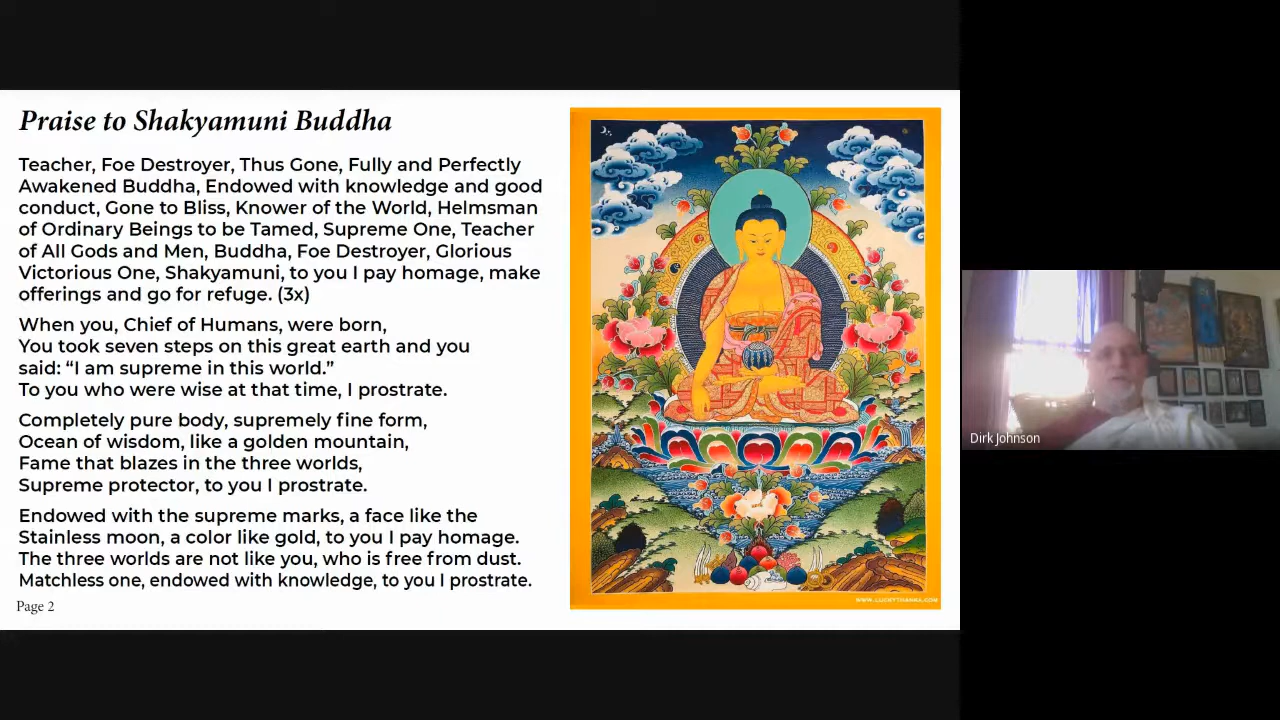 Praise to Shakyamuni Buddha
Teacher, Foe Destroyer, Thus Gone, Fully and Perfectly
Awakened Buddha, Endowed with knowledge and good
conduct, Gone to Bliss, Knower of the World, Helmsman
of Ordinary Beings to be Tamed, Supreme One, Teacher
of All Gods and Men, Buddha, Foe Destroyer, Glorious
Victorious One, Shakyamuni, to you I pay homage, make
offerings and go for refuge. (3x)
When you, Chief of Humans, were born,
You took seven steps on this great earth and you
said: “I am supreme in this world.”
To you who were wise at that time, I prostrate.
Completely pure body, supremely fine form,
Ocean of wisdom, like a golden mountain,
Fame that blazes in the three worlds,
Supreme protector, to you I prostrate.
Endowed with the supreme marks, a face like the
Stainless moon, a color like gold, to you I pay homage.
The three worlds are not like you, who is free from dust.
Matchless one, endowed with knowledge, to you I prostrate.
Page 2
WWW.LUCKYTHANKA.COM
Dirk Johnson